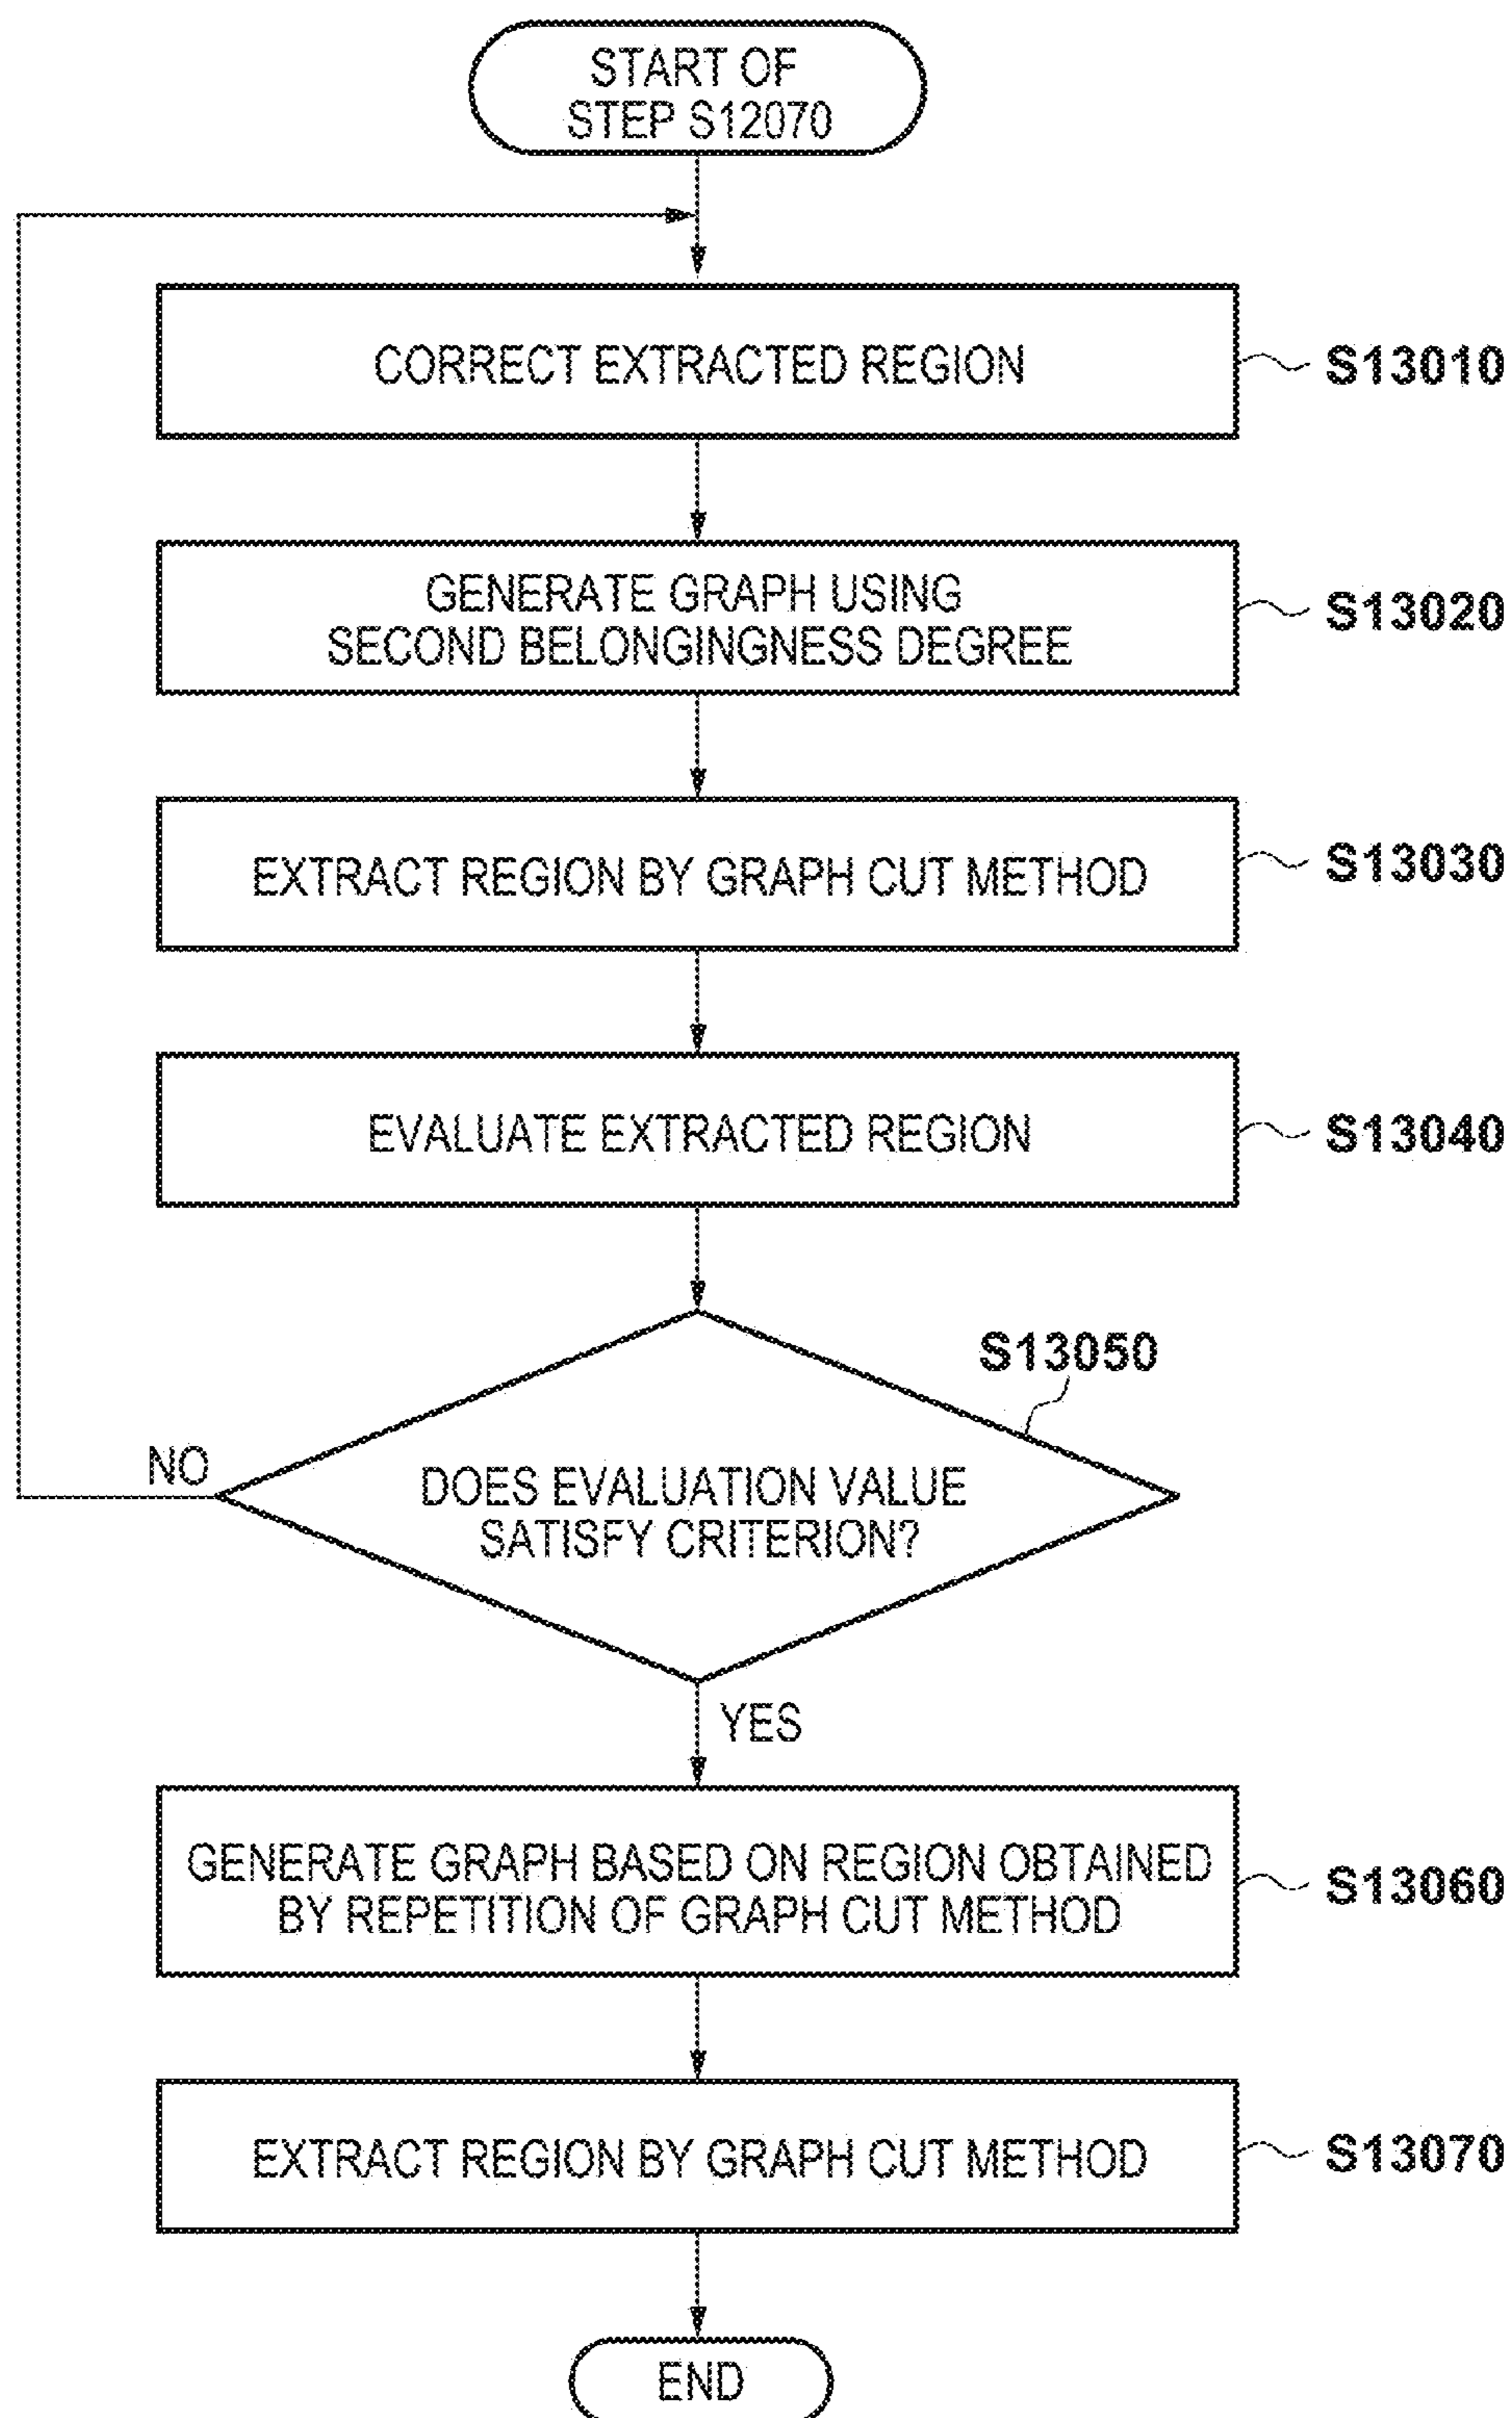 START OF
STEP S12070
CORRECT EXTRACTED REGION
S13010
GENERATE GRAPH USING
SECOND BELONGINGNESS DEGREE
S13020
EXTRACT REGION BY GRAPH CUT METHOD
S13030
EVALUATE EXTRACTED REGION
S13040
S13050
NO
DOES EVALUATION VALUE
SATISFY CRITERION?
YES
GENERATE GRAPH BASED ON REGION OBTAINED
BY REPETITION OF GRAPH CUT METHOD
S13060
EXTRACT REGION BY GRAPH CUT METHOD
S13070
END